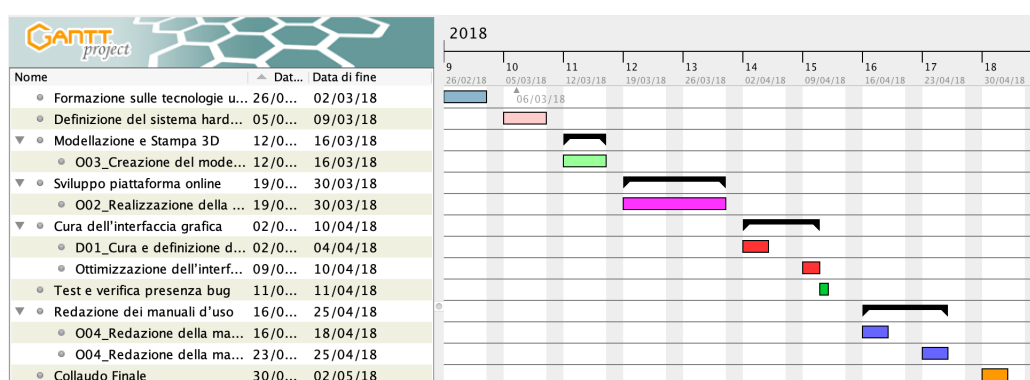 GANTT
project
2018
Nome Dat... Data di fine
9 10 11 12 13 14 15 16 17 18
26/02/18 05/03/18 12/03/18 19/03/18 26/03/18 02/04/18 09/04/18 16/04/18 23/04/18 30/04/18
Formazione sulle tecnologie u... 26/0... 02/03/18
06/03/18
Definizione del sistema hard... 05/0... 09/03/18
Modellazione e Stampa 3D 12/0... 16/03/18
O03_Creazione del mode... 12/0... 16/03/18
Sviluppo piattaforma online 19/0... 30/03/18
O02_Realizzazione della ... 19/0... 30/03/18
Cura dell'interfaccia grafica 02/0... 10/04/18
D01_Cura e definizione d... 02/0... 04/04/18
Ottimizzazione dell'interf... 09/0... 10/04/18
Test e verifica presenza bug 11/0... 11/04/18
Redazione dei manuali d'uso 16/0... 25/04/18
O04_Redazione della ma... 16/0... 18/04/18
O04_Redazione della ma... 23/0... 25/04/18
Collaudo Finale 30/0... 02/05/18